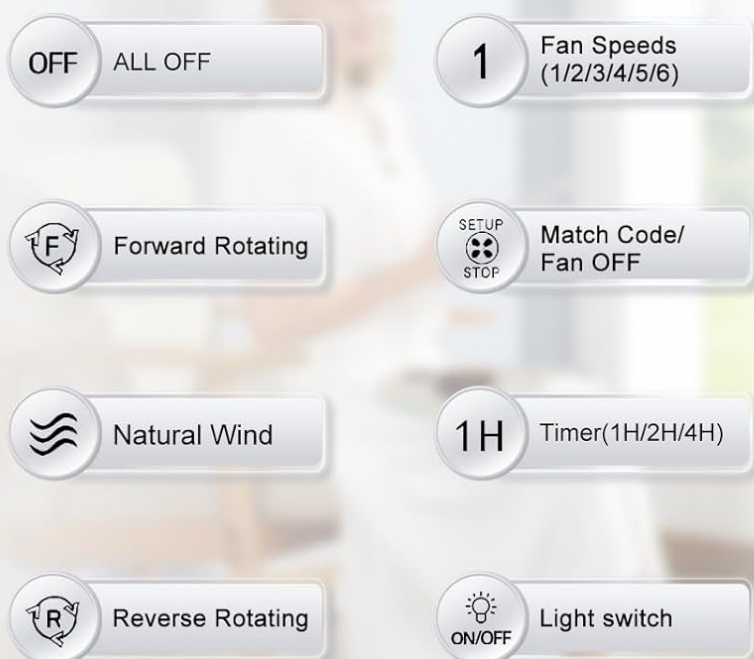 OFF
ALL OFF
1
Fan Speeds
(1/2/3/4/5/6)
F
Forward Rotating
SETUP
STOP
Match Code/
Fan OFF
Natural Wind
1H
Timer(1H/2H/4H)
R
Reverse Rotating
ON/OFF
Light switch